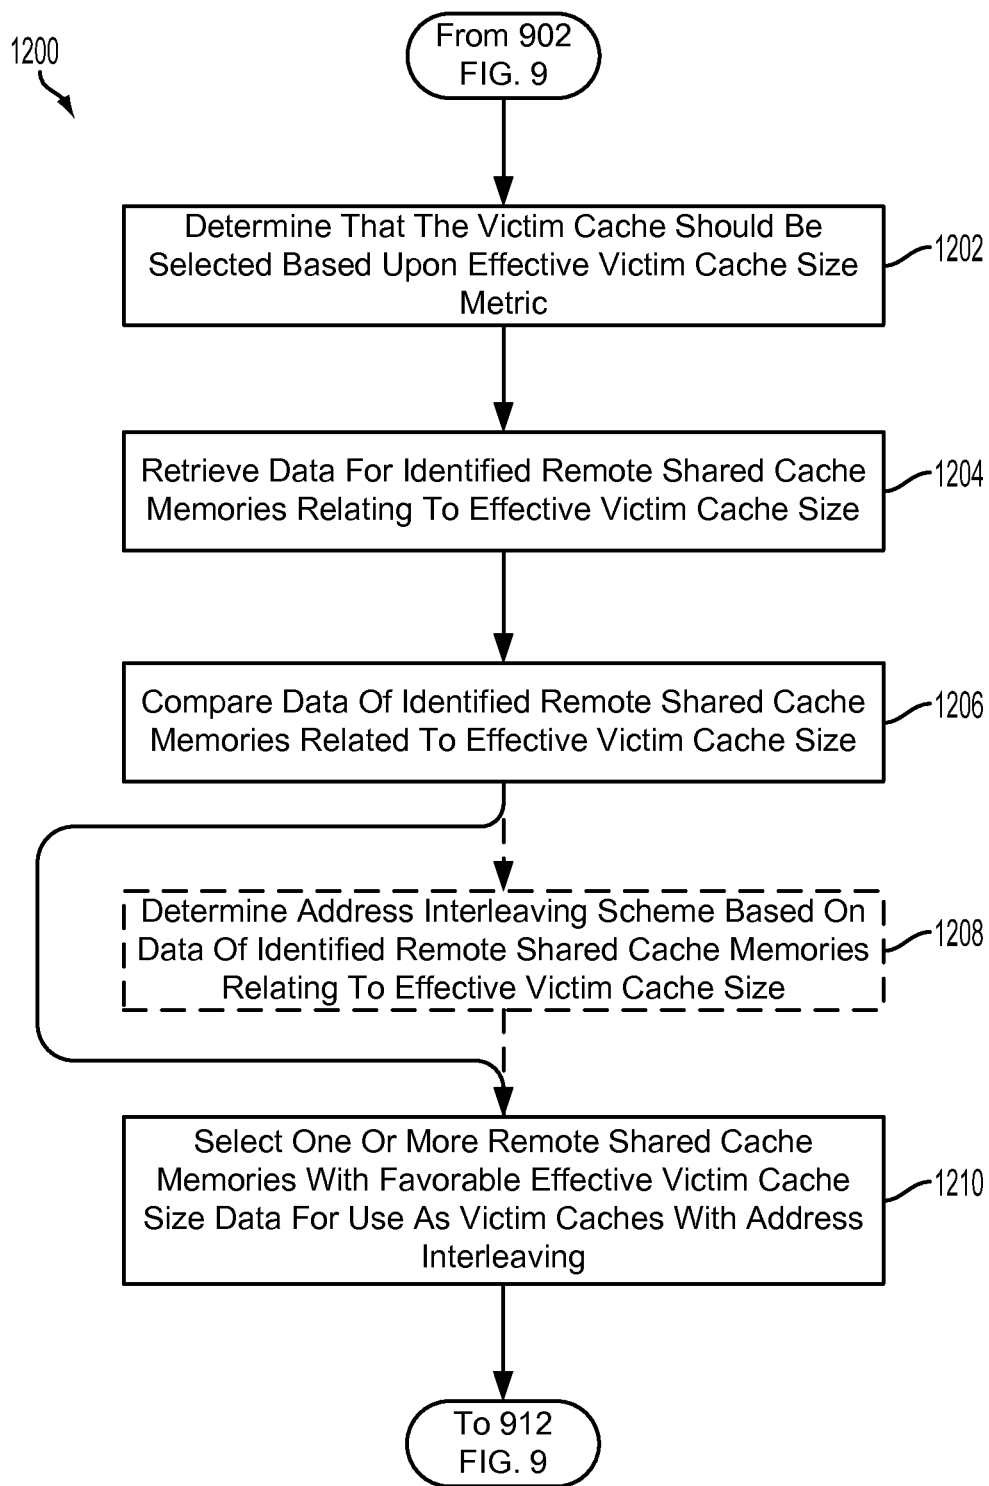 1200
From 902
FIG. 9
Determine That The Victim Cache Should Be
Selected Based Upon Effective Victim Cache Size
Metric
1202
Retrieve Data For Identified Remote Shared Cache
Memories Relating To Effective Victim Cache Size
1204
Compare Data Of Identified Remote Shared Cache
Memories Related To Effective Victim Cache Size
1206
Determine Address Interleaving Scheme Based On
Data Of Identified Remote Shared Cache Memories
Relating To Effective Victim Cache Size
1208
Select One Or More Remote Shared Cache
Memories With Favorable Effective Victim Cache
Size Data For Use As Victim Caches With Address
Interleaving
1210
To 912
FIG. 9